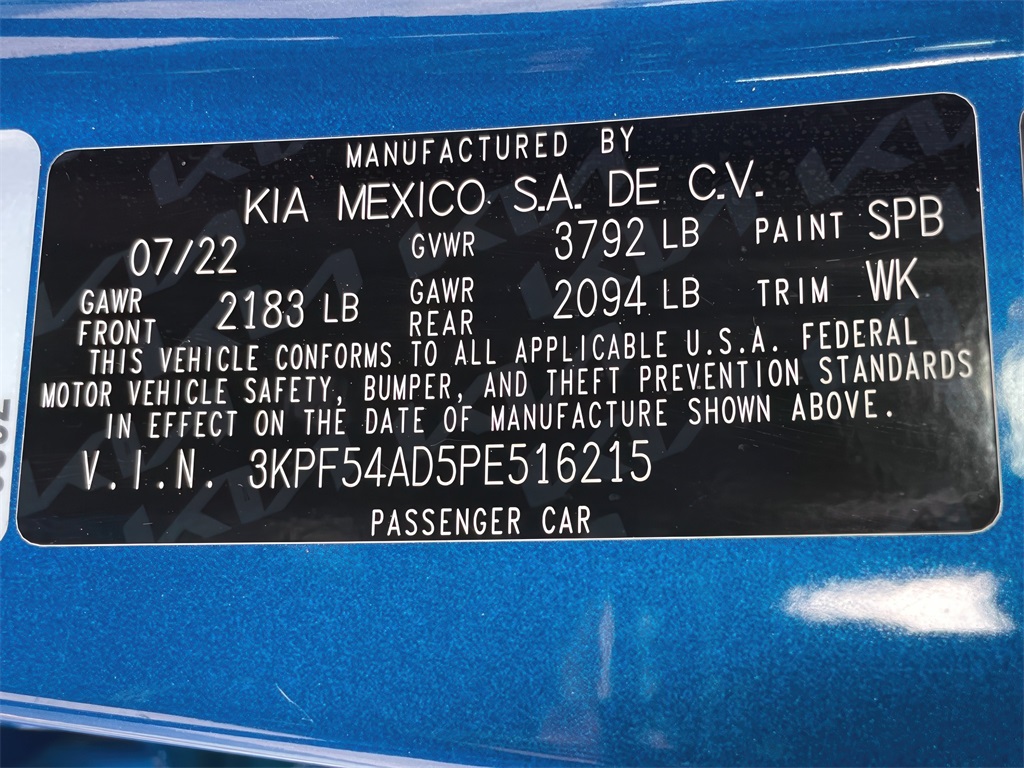 MANUFACTURED BY
KIA MEXICO S.A. DE C.V.
07/22 GVWR 3792 LB PAINT SPB
GAWR FRONT 2183 LB GAWR REAR 2094 LB TRIM WK
THIS VEHICLE CONFORMS TO ALL APPLICABLE U.S.A. FEDERAL
MOTOR VEHICLE SAFETY, BUMPER, AND THEFT PREVENTION STANDARDS
IN EFFECT ON THE DATE OF MANUFACTURE SHOWN ABOVE.
V.I.N. 3KPF54AD5PE516215
PASSENGER CAR